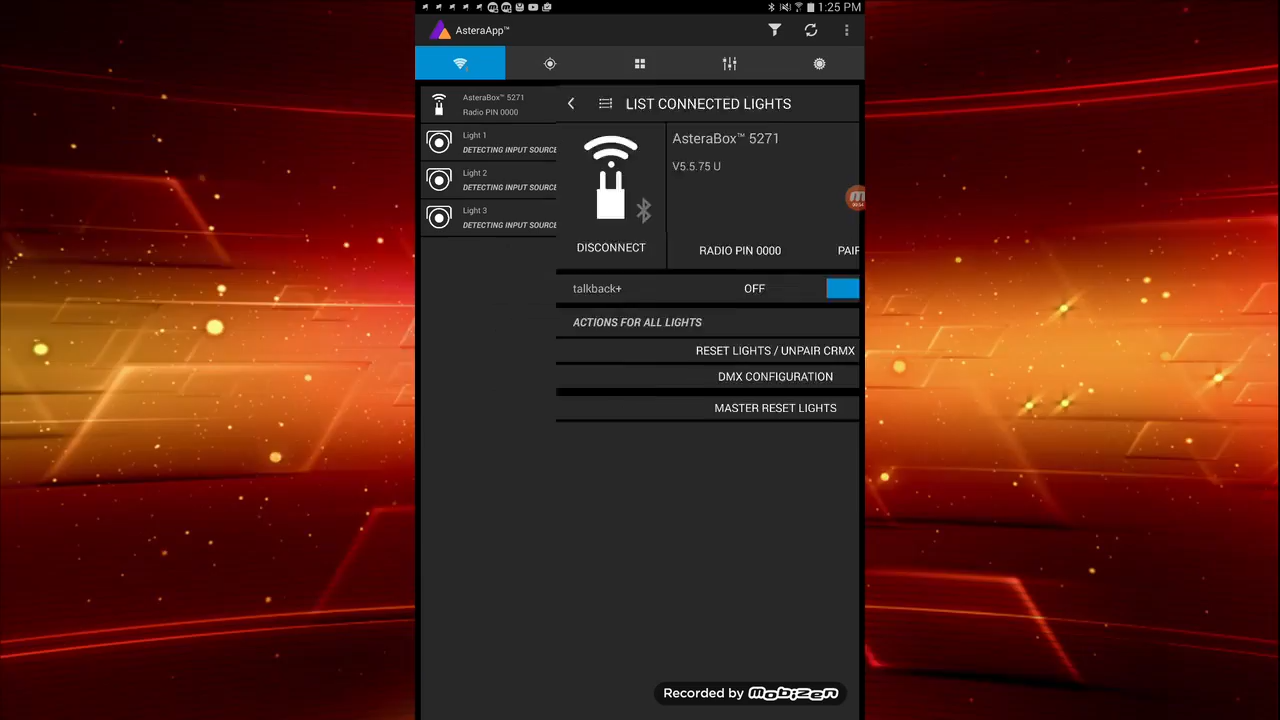 1:25 PM
AsteraApp™
AsteraBox™ 5271
Radio PIN 0000
Light 1
DETECTING INPUT SOURCE
Light 2
DETECTING INPUT SOURCE
Light 3
DETECTING INPUT SOURCE
LIST CONNECTED LIGHTS
AsteraBox™ 5271
V5.5.75 U
DISCONNECT
RADIO PIN 0000
PAIF
talkback+
OFF
ACTIONS FOR ALL LIGHTS
RESET LIGHTS / UNPAIR CRMX
DMX CONFIGURATION
MASTER RESET LIGHTS
Recorded by MOBIZEN